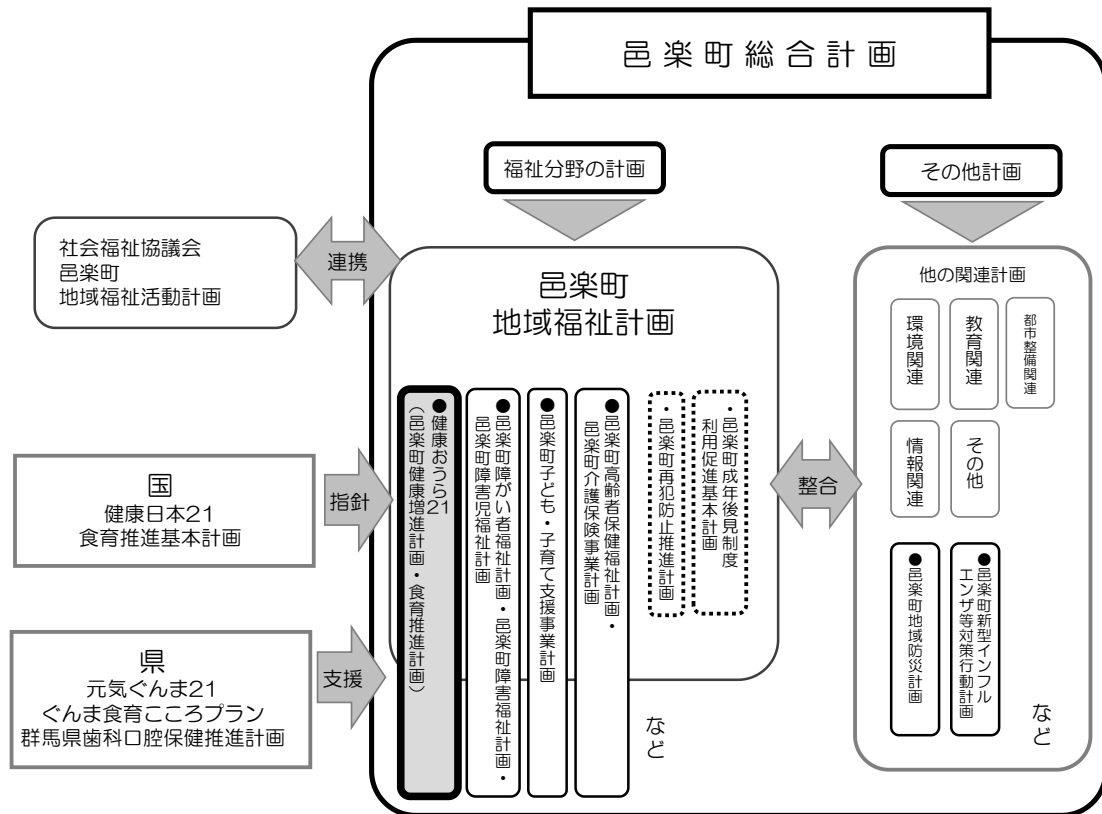 邑楽町総合計画
福祉分野の計画
その他計画
社会福祉協議会
邑楽町
地域福祉活動計画
連携
邑楽町
地域福祉計画
国
健康日本21
食育推進基本計画
指針
県
元気ぐんま21
ぐんま食育こころプラン
群馬県歯科口腔保健推進計画
支援
●健康おうら21
（邑楽町健康増進計画・食育推進計画）
●邑楽町障がい者福祉計画・邑楽町障害福祉計画・
邑楽町障害児福祉計画
●邑楽町子ども・子育て支援事業計画
●邑楽町高齢者保健福祉計画・
邑楽町介護保険事業計画
・邑楽町再犯防止推進計画
・邑楽町成年後見制度
利用促進基本計画
など
整合
他の関連計画
環境関連
教育関連
都市整備関連
情報関連
その他
●邑楽町地域防災計画
●邑楽町新型インフル
エンザ等対策行動計画
など